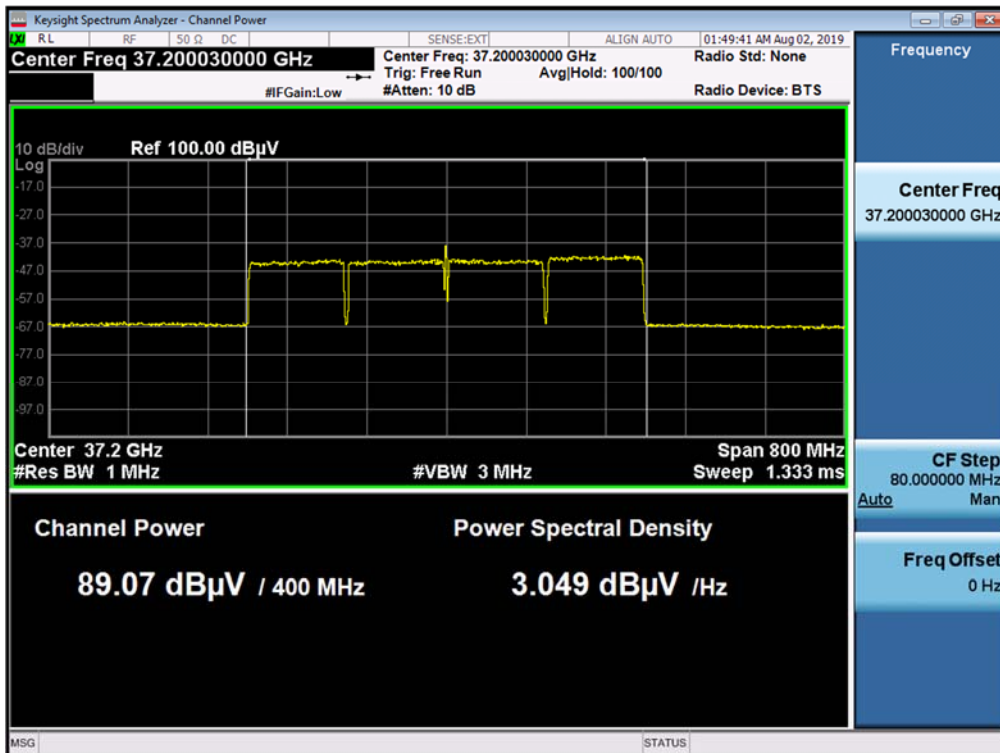 Keysight Spectrum Analyzer - Channel Power
LXI RL RF 50 Ω DC SENSE:EXT ALIGN AUTO 01:49:41 AM Aug 02, 2019
Center Freq 37.200030000 GHz
Center Freq: 37.200030000 GHz Radio Std: None
Trig: Free Run Avg|Hold: 100/100
#IFGain:Low #Atten: 10 dB Radio Device: BTS
10 dB/div Ref 100.00 dBµV
Log
-17.0
-27.0
-37.0
-47.0
-57.0
-67.0
-77.0
-87.0
-97.0
Center 37.2 GHz Span 800 MHz
#Res BW 1 MHz #VBW 3 MHz Sweep 1.333 ms
Channel Power Power Spectral Density
89.07 dBµV / 400 MHz 3.049 dBµV /Hz
MSG STATUS
Frequency
Center Freq
37.200030000 GHz
CF Step
80.000000 MHz
Auto Man
Freq Offset
0 Hz